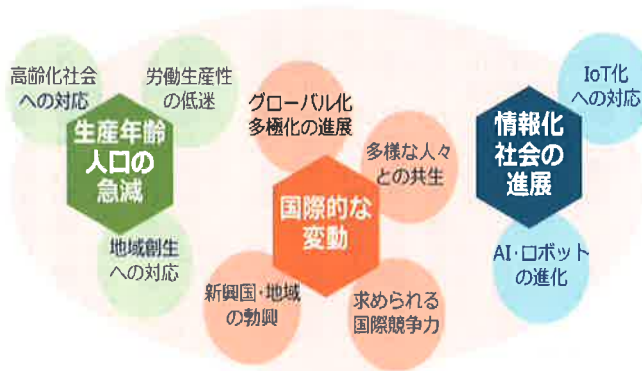 高齢化社会
への対応
労働生産性
の低迷
生産年齢
人口の
急減
地域創生
への対応
グローバル化
多極化の進展
多様な人々
との共生
国際的な
変動
新興国・地域
の勃興
求められる
国際競争力
IoT化
への対応
情報化
社会の
進展
AI・ロボット
の進化